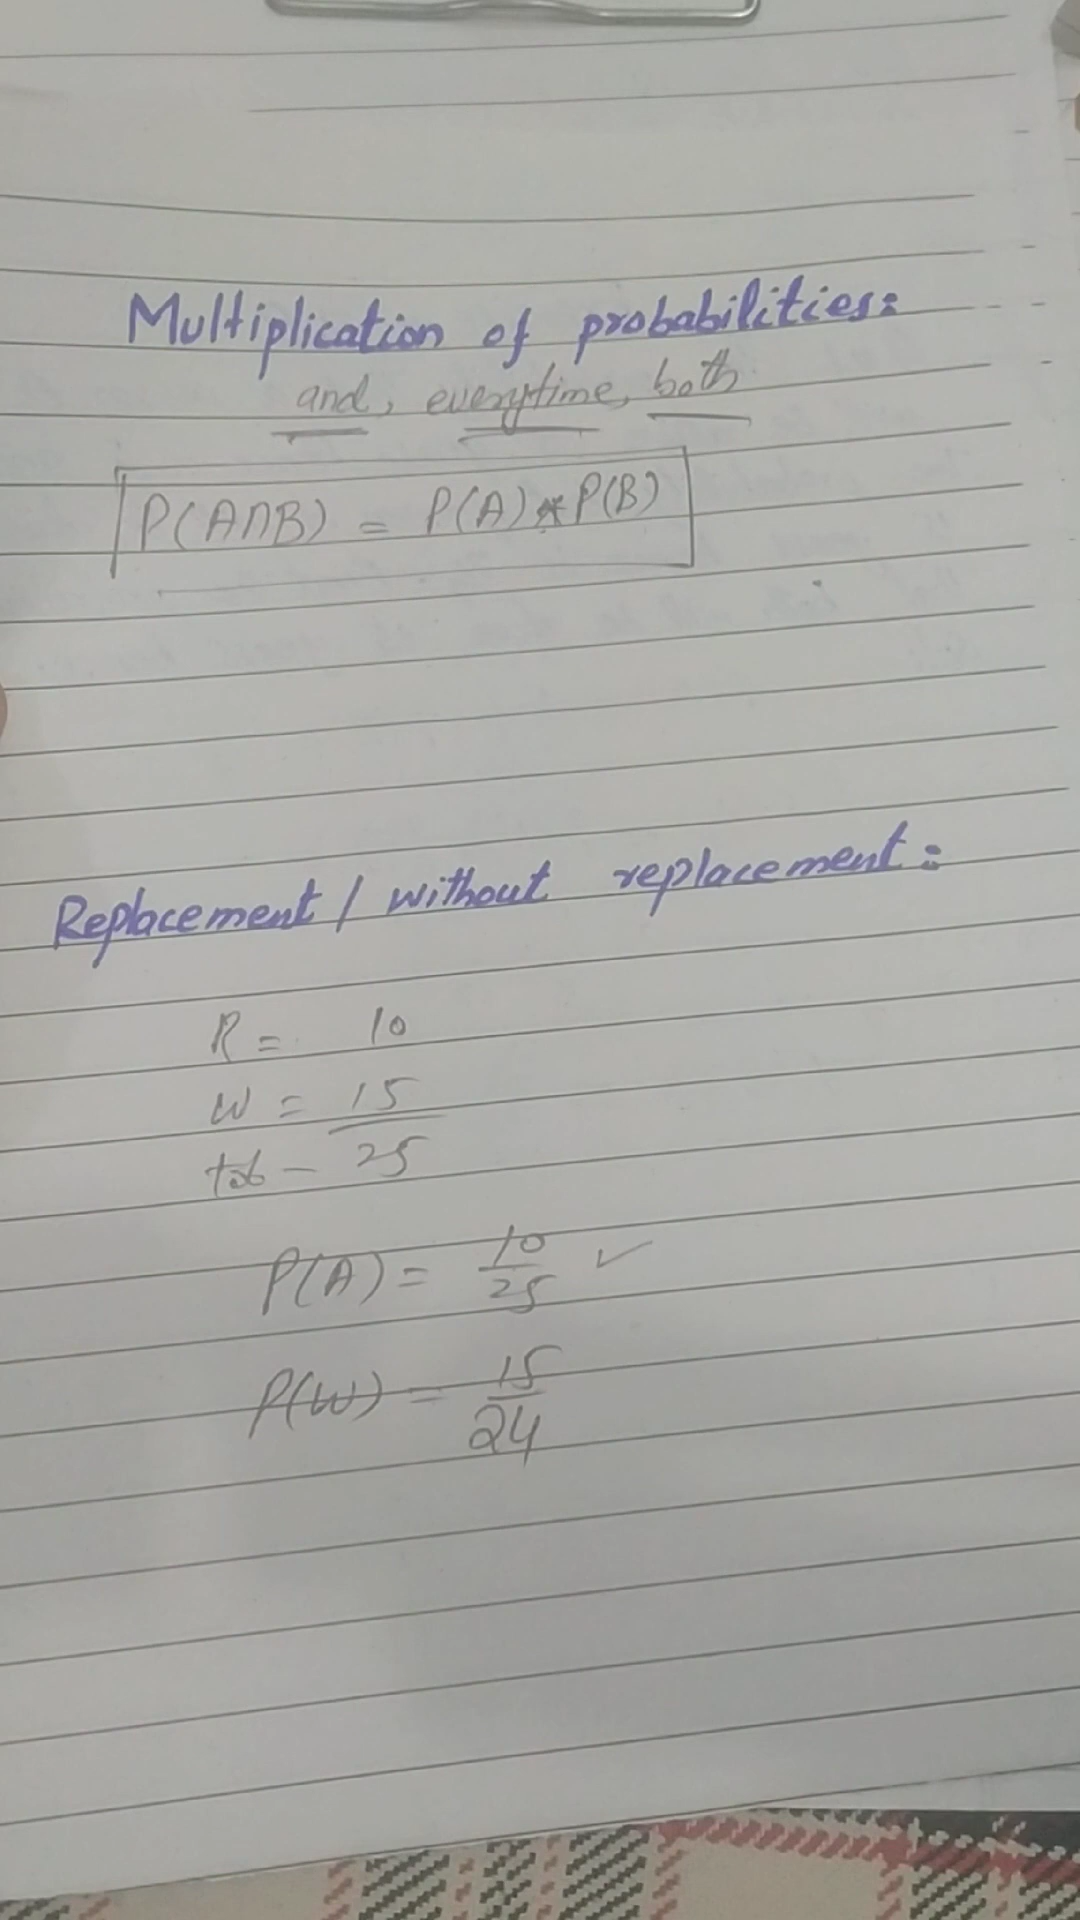 Multiplication of probabilities:
and, everytime, both
P(A∩B) = P(A) * P(B)
Replacement / without replacement:
R = 10
W = 15
tot - 25
P(A) = 10/25 ✓
P(W) = 15/24